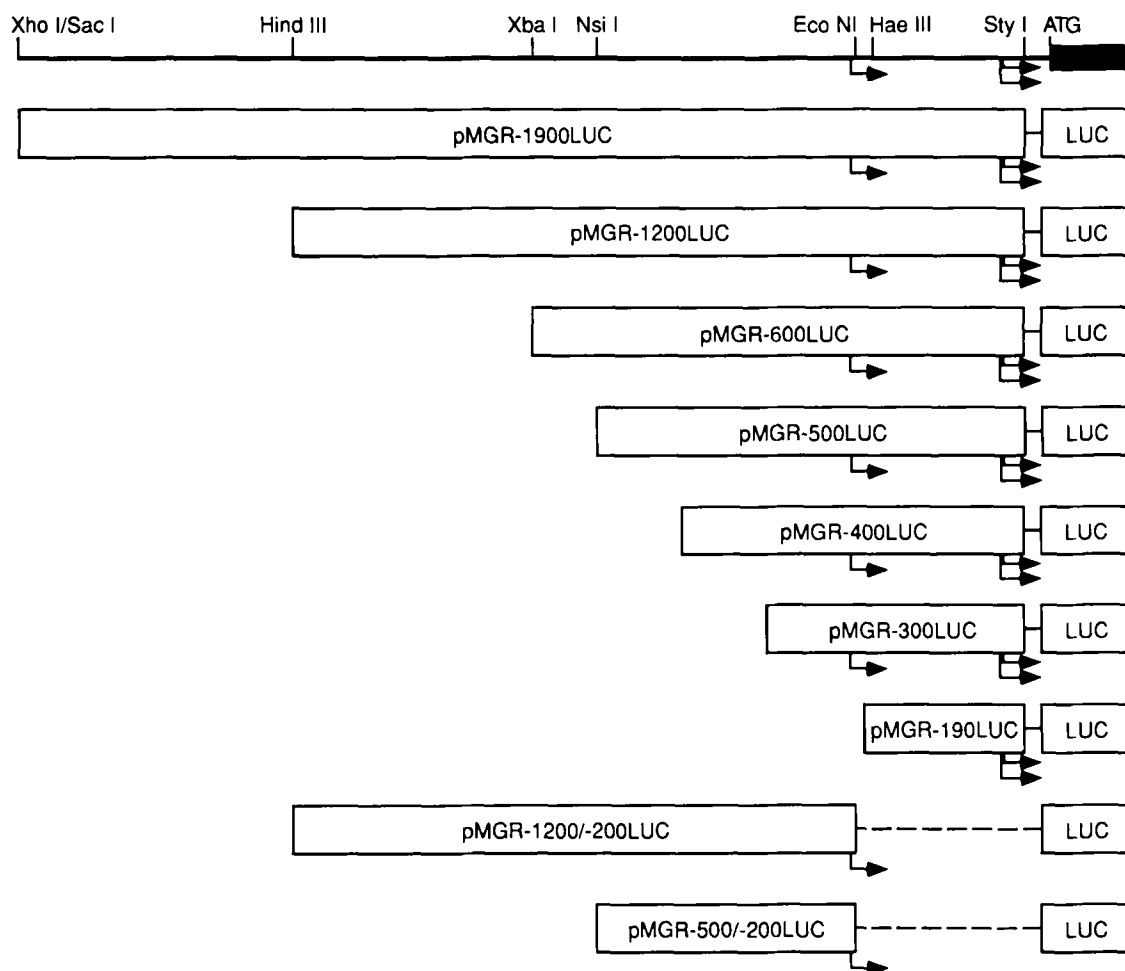 Xho I/Sac I Hind III Xba I Nsi I Eco NI Hae III Sty I ATG
pMGR-1900LUC LUC
pMGR-1200LUC LUC
pMGR-600LUC LUC
pMGR-500LUC LUC
pMGR-400LUC LUC
pMGR-300LUC LUC
pMGR-190LUC LUC
pMGR-1200/-200LUC LUC
pMGR-500/-200LUC LUC